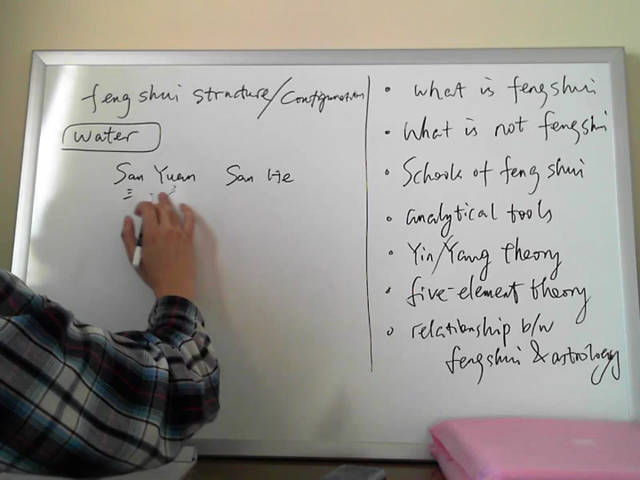 feng shui structure/Configuration
Water
San Yuan San He
三
• what is fengshui
• What is not fengshui
• Schools of feng shui
• analytical tools
• Yin/Yang theory
• five-element theory
• relationship b/w
fengshui & astrology